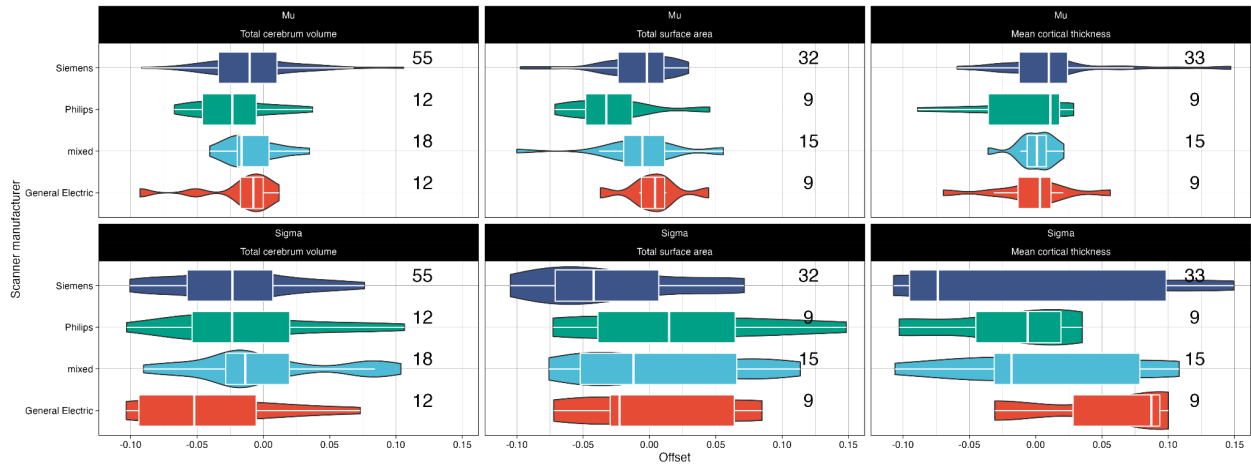 Mu Mu Mu
Total cerebrum volume Total surface area Mean cortical thickness
Siemens 55 32 33
Philips 12 9 9
mixed 18 15 15
General Electric 12 9 9
Sigma Sigma Sigma
Total cerebrum volume Total surface area Mean cortical thickness
Siemens 55 32 33
Philips 12 9 9
mixed 18 15 15
General Electric 12 9 9
-0.10 -0.05 0.00 0.05 0.10 0.15 -0.10 -0.05 0.00 0.05 0.10 0.15 -0.10 -0.05 0.00 0.05 0.10 0.15
Offset
Scanner manufacturer